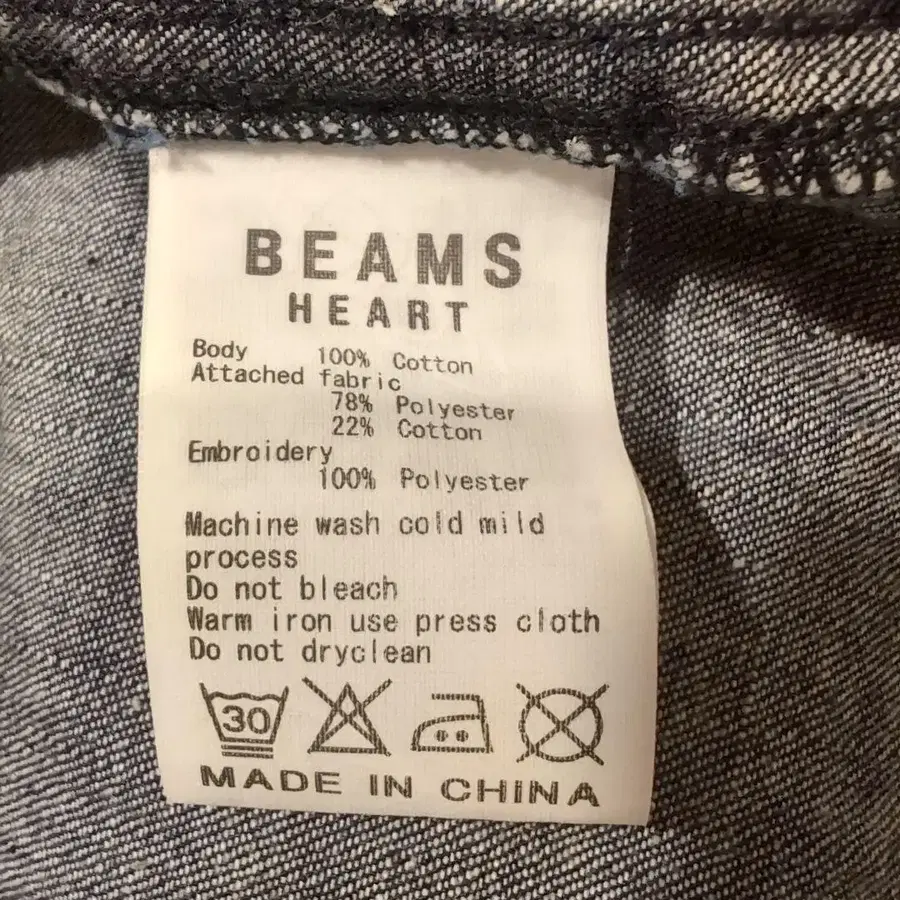 BEAMS
HEART
Body 100% Cotton
Attached fabric
78% Polyester
22% Cotton
Embroidery
100% Polyester
Machine wash cold mild
process
Do not bleach
Warm iron use press cloth
Do not dryclean
30
MADE IN CHINA